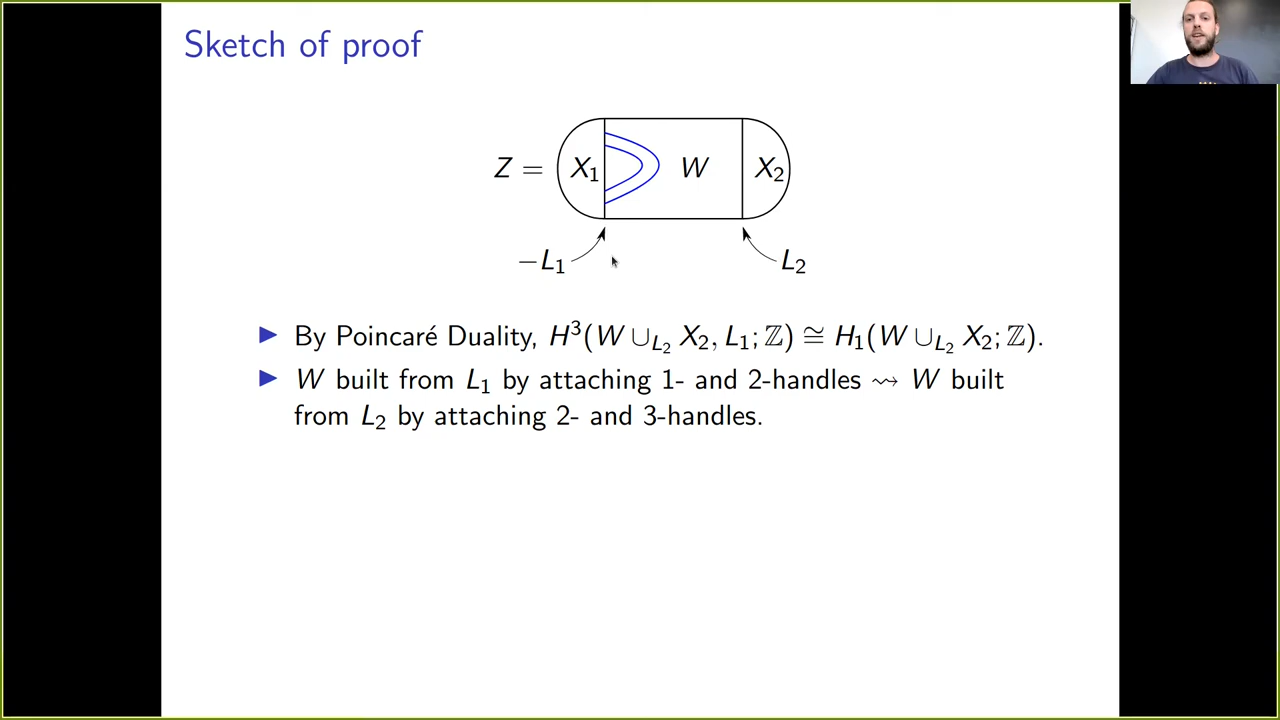 Sketch of proof
Z = X₁ W X₂
−L₁ L₂
▶ By Poincaré Duality, H³(W ∪_{L₂} X₂, L₁; ℤ) ≅ H₁(W ∪_{L₂} X₂; ℤ).
▶ W built from L₁ by attaching 1- and 2-handles ⇝ W built
from L₂ by attaching 2- and 3-handles.